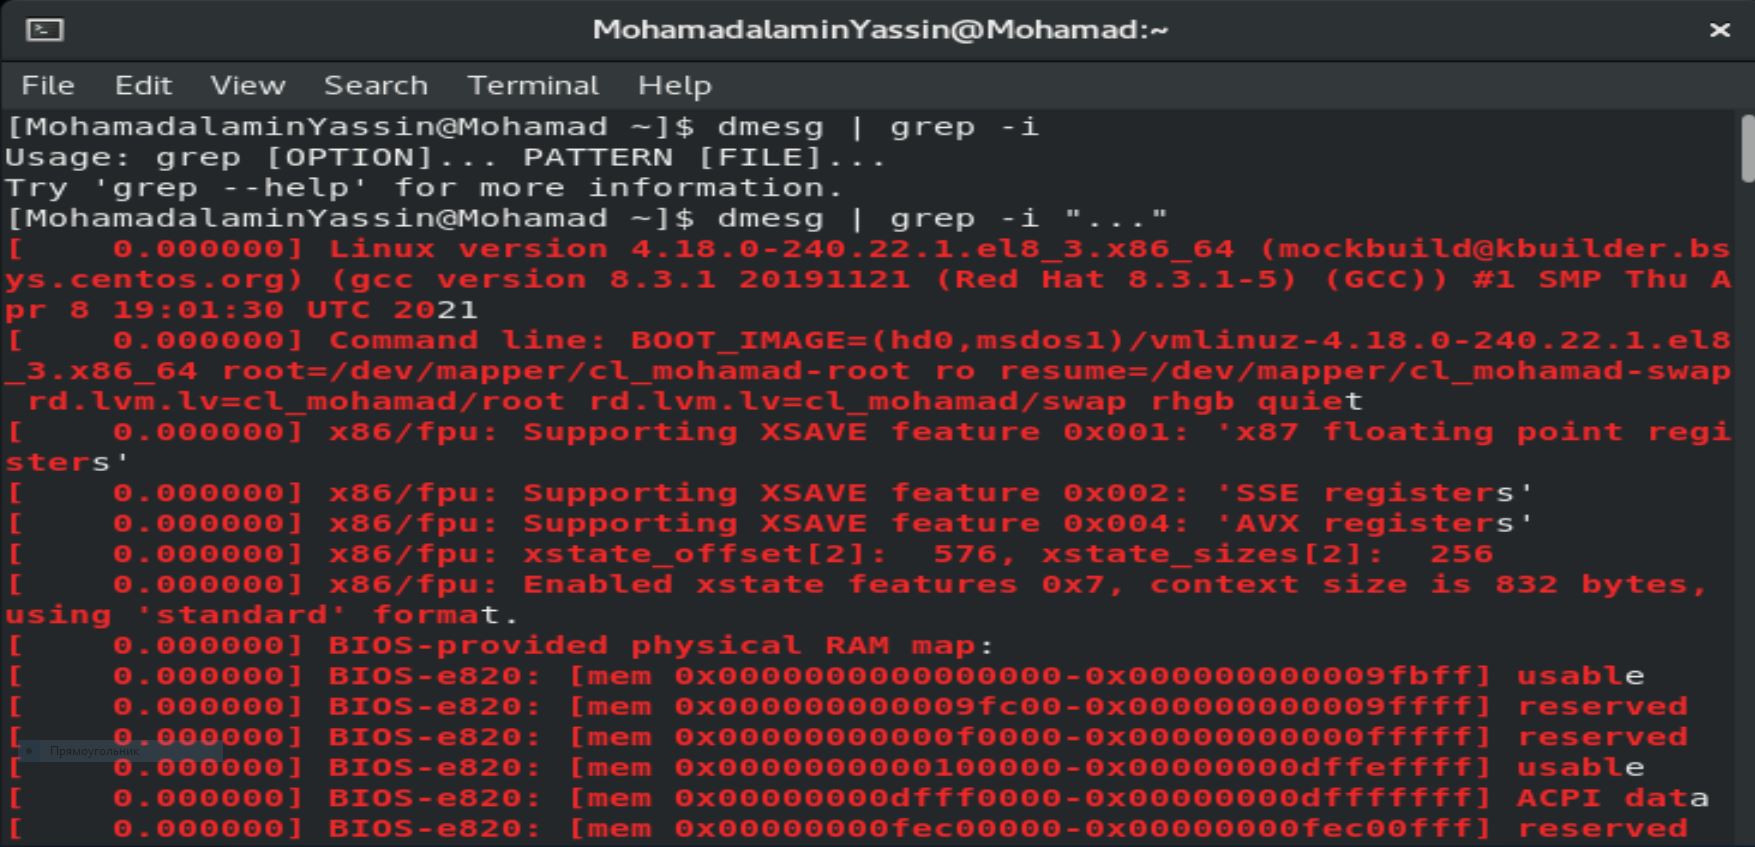 MohamadalaminYassin@Mohamad:~
File Edit View Search Terminal Help
[MohamadalaminYassin@Mohamad ~]$ dmesg | grep -i
Usage: grep [OPTION]... PATTERN [FILE]...
Try 'grep --help' for more information.
[MohamadalaminYassin@Mohamad ~]$ dmesg | grep -i "..."
[    0.000000] Linux version 4.18.0-240.22.1.el8_3.x86_64 (mockbuild@kbuilder.bs
ys.centos.org) (gcc version 8.3.1 20191121 (Red Hat 8.3.1-5) (GCC)) #1 SMP Thu A
pr 8 19:01:30 UTC 2021
[    0.000000] Command line: BOOT_IMAGE=(hd0,msdos1)/vmlinuz-4.18.0-240.22.1.el8
_3.x86_64 root=/dev/mapper/cl_mohamad-root ro resume=/dev/mapper/cl_mohamad-swap
 rd.lvm.lv=cl_mohamad/root rd.lvm.lv=cl_mohamad/swap rhgb quiet
[    0.000000] x86/fpu: Supporting XSAVE feature 0x001: 'x87 floating point regi
sters'
[    0.000000] x86/fpu: Supporting XSAVE feature 0x002: 'SSE registers'
[    0.000000] x86/fpu: Supporting XSAVE feature 0x004: 'AVX registers'
[    0.000000] x86/fpu: xstate_offset[2]:  576, xstate_sizes[2]:  256
[    0.000000] x86/fpu: Enabled xstate features 0x7, context size is 832 bytes,
using 'standard' format.
[    0.000000] BIOS-provided physical RAM map:
[    0.000000] BIOS-e820: [mem 0x0000000000000000-0x000000000009fbff] usable
[    0.000000] BIOS-e820: [mem 0x000000000009fc00-0x000000000009ffff] reserved
[    0.000000] BIOS-e820: [mem 0x00000000000f0000-0x00000000000fffff] reserved
Прямоугольник
[    0.000000] BIOS-e820: [mem 0x0000000000100000-0x00000000dffeffff] usable
[    0.000000] BIOS-e820: [mem 0x00000000dfff0000-0x00000000dfffffff] ACPI data
[    0.000000] BIOS-e820: [mem 0x00000000fec00000-0x00000000fec00fff] reserved